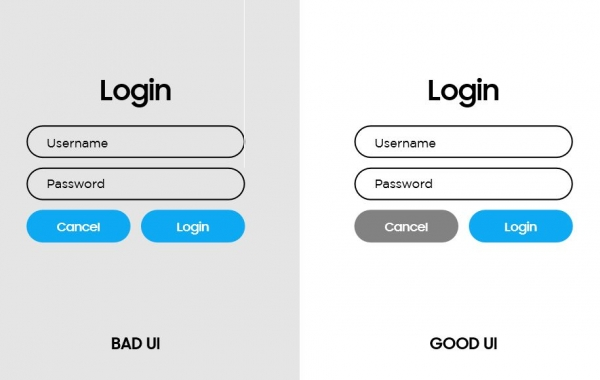 Login
Username
Password
Cancel Login
BAD UI
Login
Username
Password
Cancel Login
GOOD UI